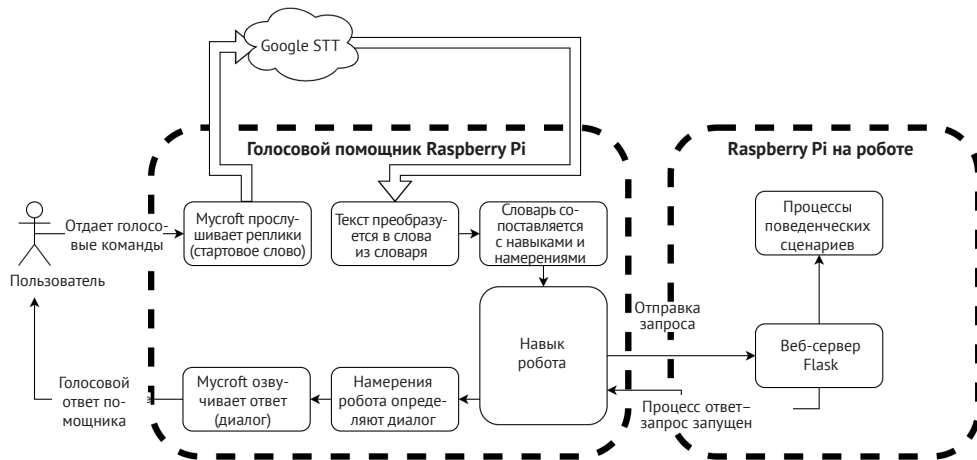 Google STT
Голосовой помощник Raspberry Pi
Raspberry Pi на роботе
Отдает голосо-
вые команды
Пользователь
Mycroft прослу-
шивает реплики
(стартовое слово)
Текст преобразу-
ется в слова
из словаря
Словарь со-
поставляется
с навыками и
намерениями
Процессы
поведенческих
сценариев
Навык
робота
Отправка
запроса
Веб-сервер
Flask
Процесс ответ–
запрос запущен
Намерения
робота опреде-
ляют диалог
Mycroft озву-
чивает ответ
(диалог)
Голосовой
ответ по-
мощника